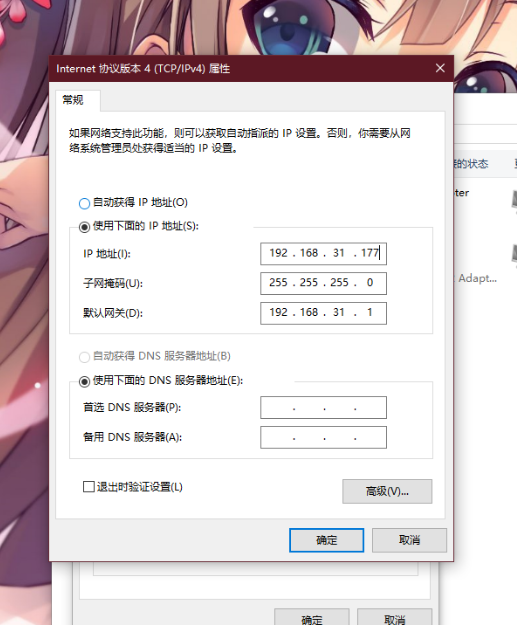 Internet 协议版本 4 (TCP/IPv4) 属性
常规
如果网络支持此功能，则可以获取自动指派的 IP 设置。否则，你需要从网
络系统管理员处获得适当的 IP 设置。
自动获得 IP 地址(O)
使用下面的 IP 地址(S):
IP 地址(I):
192 . 168 . 31 . 177
子网掩码(U):
255 . 255 . 255 . 0
默认网关(D):
192 . 168 . 31 . 1
自动获得 DNS 服务器地址(B)
使用下面的 DNS 服务器地址(E):
首选 DNS 服务器(P):
. . .
备用 DNS 服务器(A):
. . .
退出时验证设置(L)
高级(V)...
确定
取消
的状态
ter
Adapt...
确定
取消